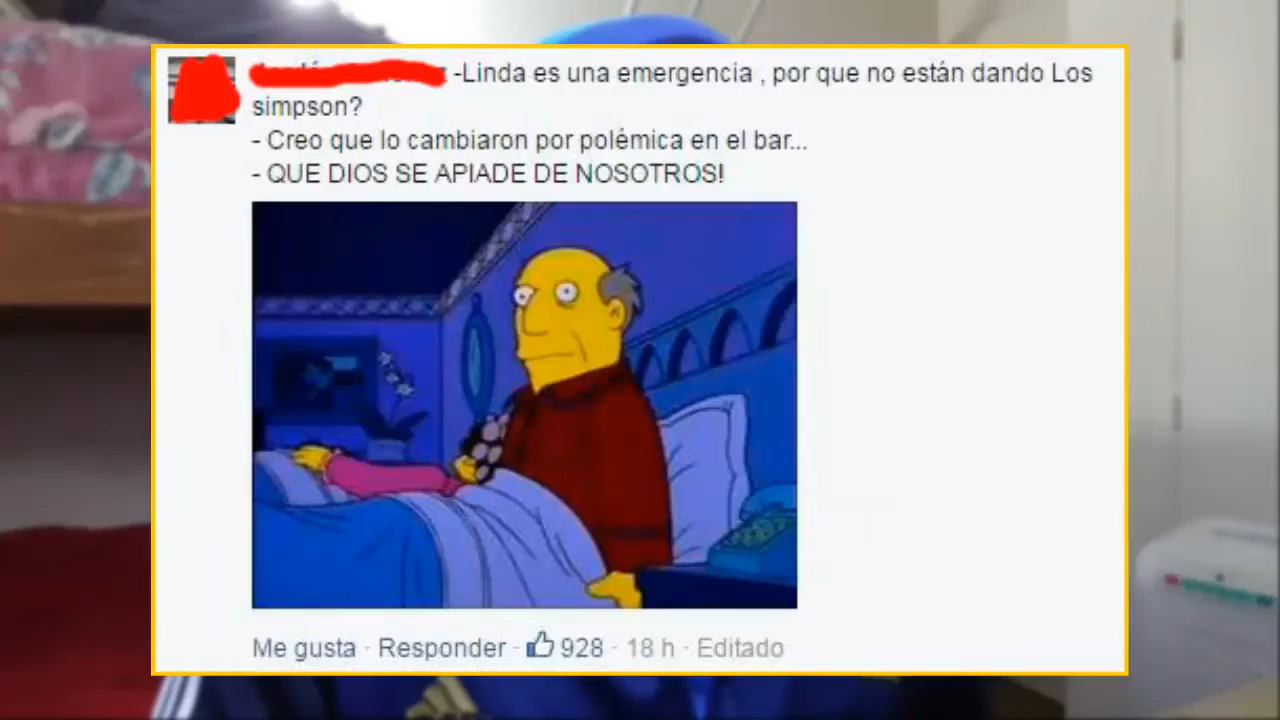 -Linda es una emergencia , por que no están dando Los
simpson?
- Creo que lo cambiaron por polémica en el bar...
- QUE DIOS SE APIADE DE NOSOTROS!
Me gusta · Responder · 928 · 18 h · Editado